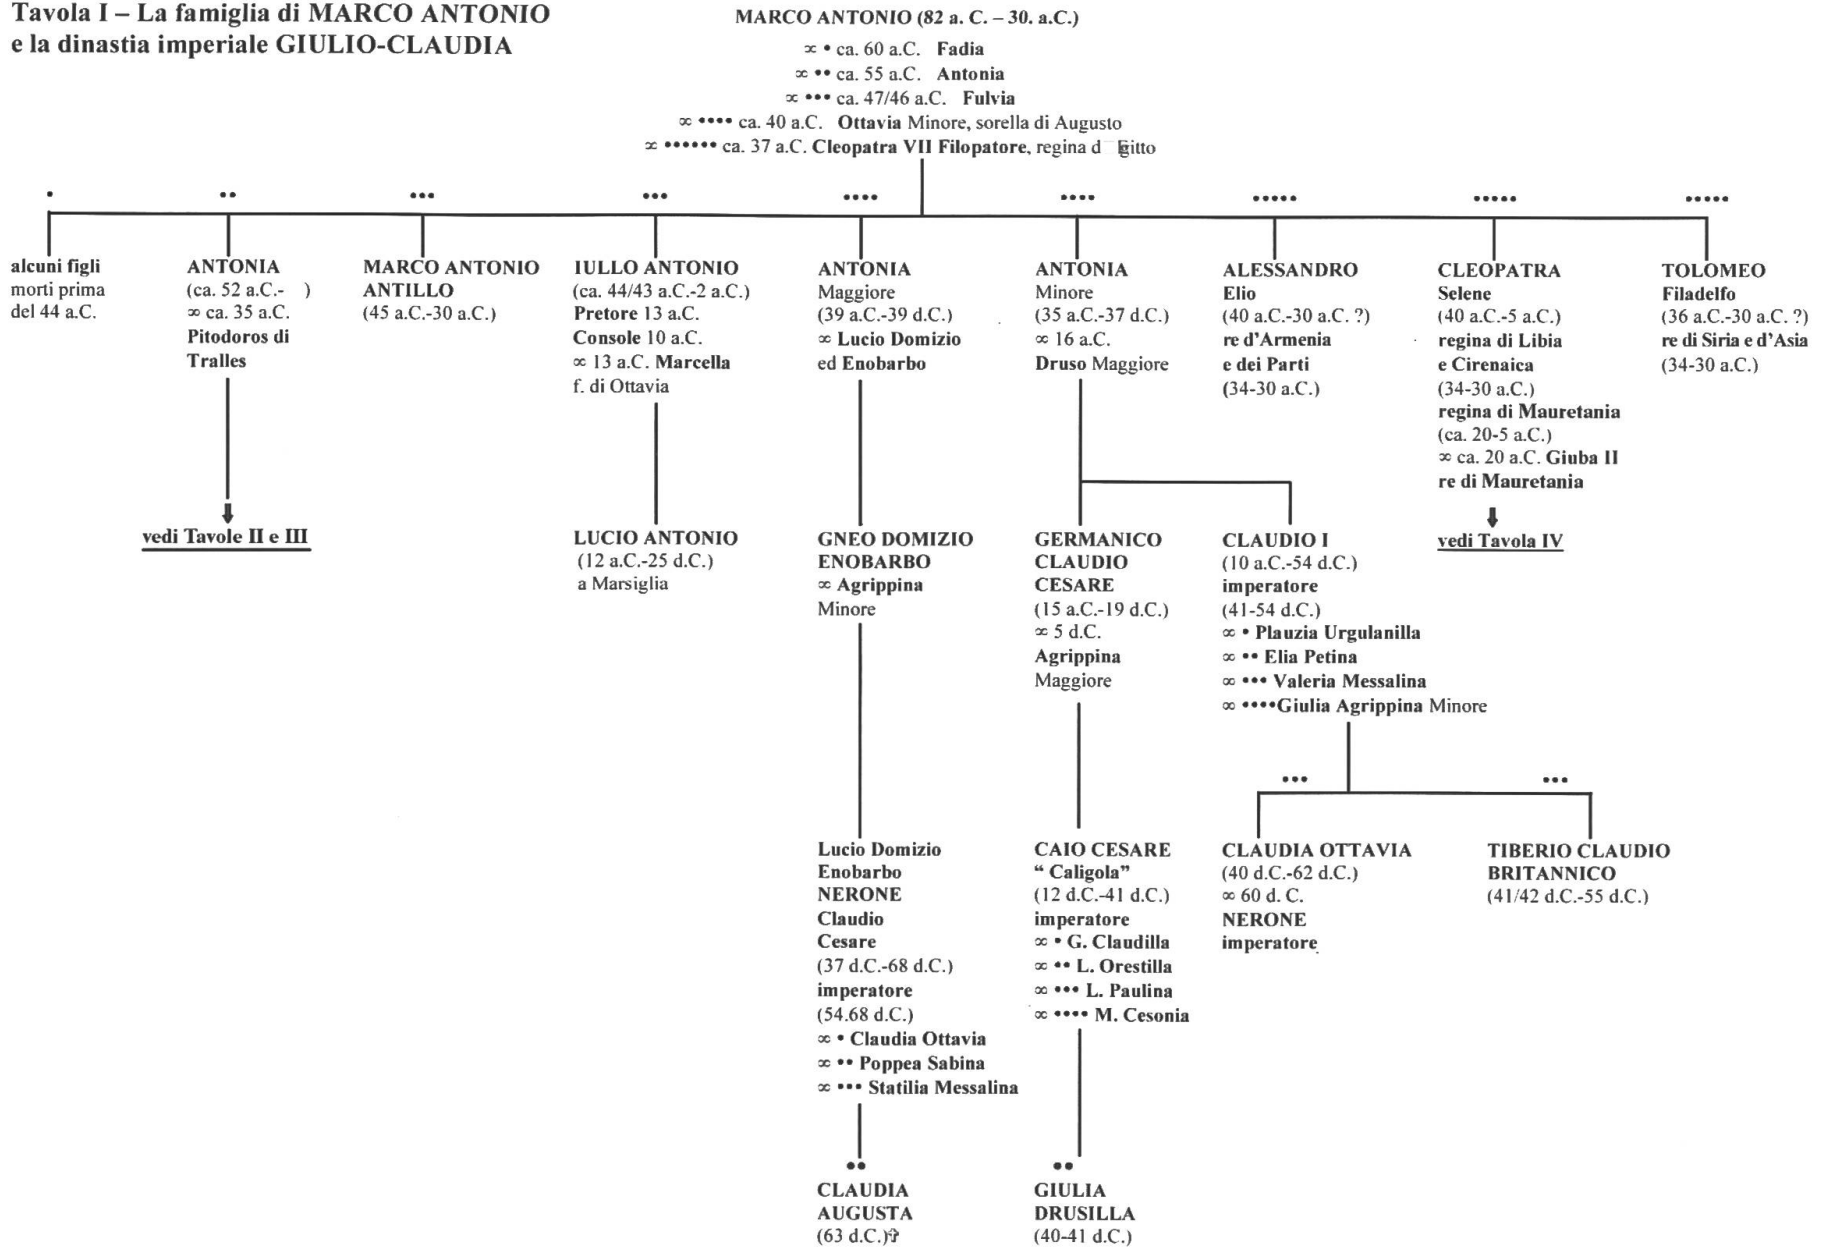 Tavola I – La famiglia di MARCO ANTONIO
e la dinastia imperiale GIULIO-CLAUDIA
MARCO ANTONIO (82 a. C. – 30. a.C.)
∞ • ca. 60 a.C. Fadia
∞ •• ca. 55 a.C. Antonia
∞ ••• ca. 47/46 a.C. Fulvia
∞ •••• ca. 40 a.C. Ottavia Minore, sorella di Augusto
∞ •••••• ca. 37 a.C. Cleopatra VII Filopatore, regina d
•
alcuni figli
morti prima
del 44 a.C.
••
ANTONIA
(ca. 52 a.C.- )
∞ ca. 35 a.C.
Pitodoros di
Tralles
vedi Tavole II e III
•••
MARCO ANTONIO
ANTILLO
(45 a.C.-30 a.C.)
•••
IULLO ANTONIO
(ca. 44/43 a.C.-2 a.C.)
Pretore 13 a.C.
Console 10 a.C.
∞ 13 a.C. Marcella
f. di Ottavia
LUCIO ANTONIO
(12 a.C.-25 d.C.)
a Marsiglia
••••
ANTONIA
Maggiore
(39 a.C.-39 d.C.)
∞ Lucio Domizio
ed Enobarbo
GNEO DOMIZIO
ENOBARBO
∞ Agrippina
Minore
Lucio Domizio
Enobarbo
NERONE
Claudio
Cesare
(37 d.C.-68 d.C.)
imperatore
(54.68 d.C.)
∞ • Claudia Ottavia
∞ •• Poppea Sabina
∞ ••• Statilia Messalina
••
CLAUDIA
AUGUSTA
(63 d.C.)✞
••••
ANTONIA
Minore
(35 a.C.-37 d.C.)
∞ 16 a.C.
Druso Maggiore
GERMANICO
CLAUDIO
CESARE
(15 a.C.-19 d.C.)
∞ 5 d.C.
Agrippina
Maggiore
CAIO CESARE
“ Caligola”
(12 d.C.-41 d.C.)
imperatore
∞ • G. Claudilla
∞ •• L. Orestilla
∞ ••• L. Paulina
∞ •••• M. Cesonia
••
GIULIA
DRUSILLA
(40-41 d.C.)
CLAUDIO I
(10 a.C.-54 d.C.)
imperatore
(41-54 d.C.)
∞ • Plauzia Urgulanilla
∞ •• Elia Petina
∞ ••• Valeria Messalina
∞ ••••Giulia Agrippina Minore
•••
CLAUDIA OTTAVIA
(40 d.C.-62 d.C.)
∞ 60 d. C.
NERONE
imperatore
•••
TIBERIO CLAUDIO
BRITANNICO
(41/42 d.C.-55 d.C.)
•••••
ALESSANDRO
Elio
(40 a.C.-30 a.C. ?)
re d'Armenia
e dei Parti
(34-30 a.C.)
•••••
CLEOPATRA
Selene
(40 a.C.-5 a.C.)
regina di Libia
e Cirenaica
(34-30 a.C.)
regina di Mauretania
(ca. 20-5 a.C.)
∞ ca. 20 a.C. Giuba II
re di Mauretania
vedi Tavola IV
•••••
TOLOMEO
Filadelfo
(36 a.C.-30 a.C. ?)
re di Siria e d'Asia
(34-30 a.C.)